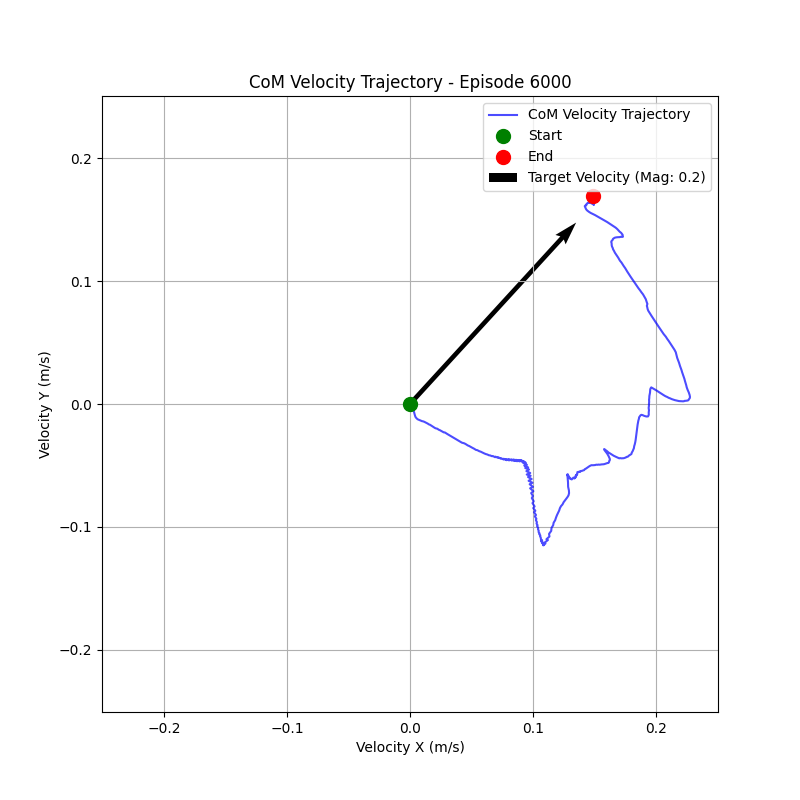 CoM Velocity Trajectory - Episode 6000
CoM Velocity Trajectory
Start
End
Target Velocity (Mag: 0.2)
0.2
0.1
0.0
−0.1
−0.2
Velocity Y (m/s)
−0.2
−0.1
0.0
0.1
0.2
Velocity X (m/s)